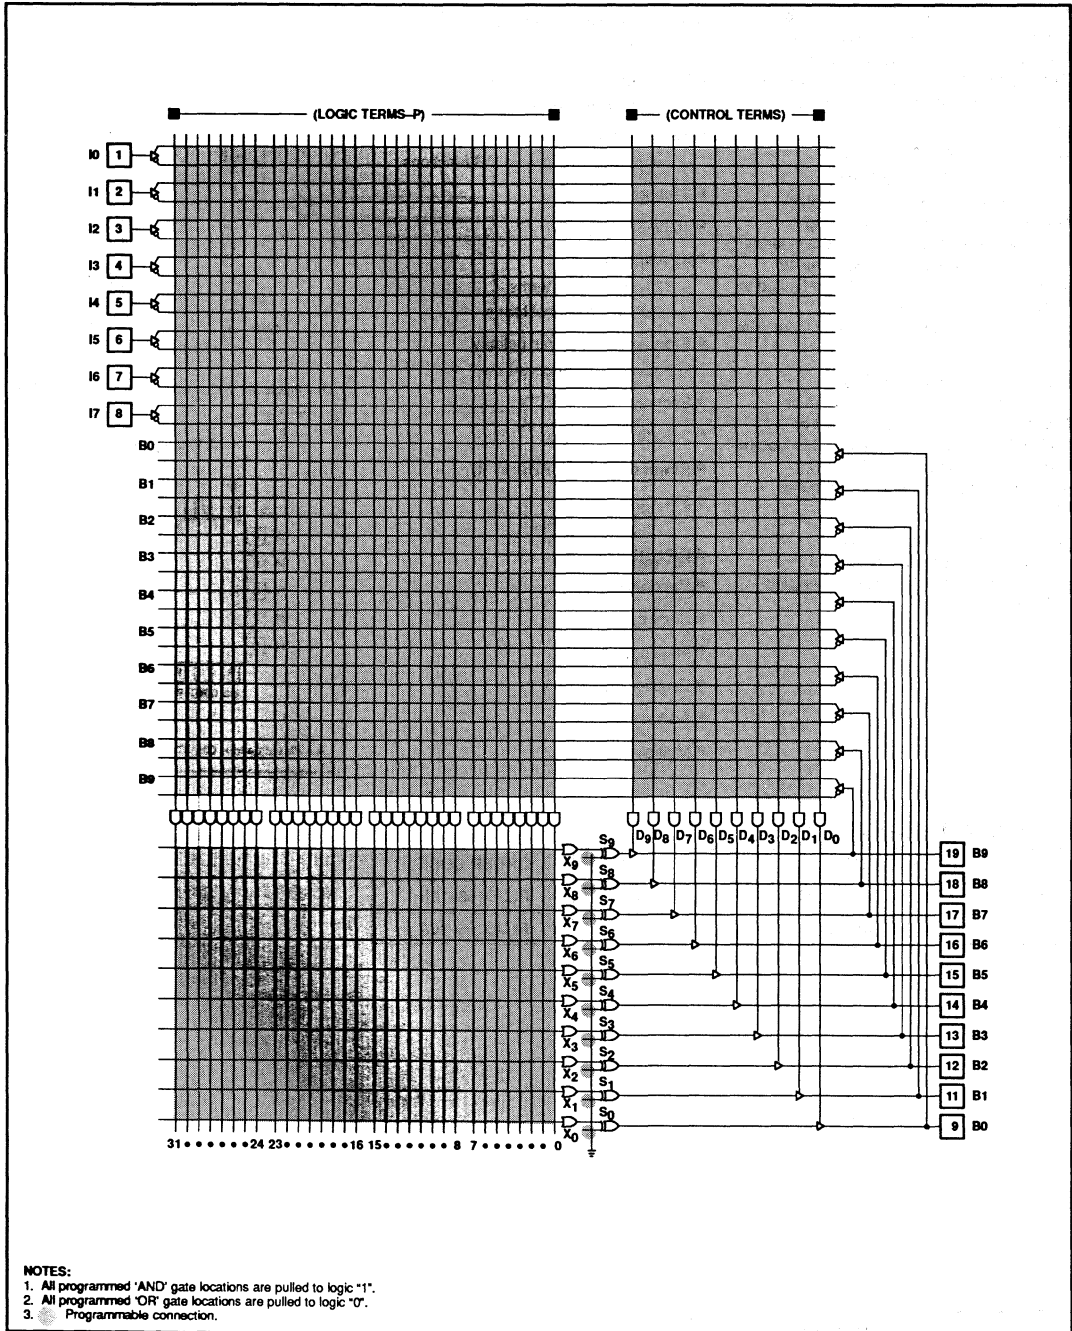 (LOGIC TERMS–P) (CONTROL TERMS)
I0 1
I1 2
I2 3
I3 4
I4 5
I5 6
I6 7
I7 8
B0
B1
B2
B3
B4
B5
B6
B7
B8
B9
D9 D8 D7 D6 D5 D4 D3 D2 D1 D0
X9 S9 19 B9
X8 S8 18 B8
X7 S7 17 B7
X6 S6 16 B6
X5 S5 15 B5
X4 S4 14 B4
X3 S3 13 B3
X2 S2 12 B2
X1 S1 11 B1
X0 S0 9 B0
31 24 23 16 15 8 7 0
NOTES:
1. All programmed 'AND' gate locations are pulled to logic "1".
2. All programmed 'OR' gate locations are pulled to logic "0".
3. Programmable connection.